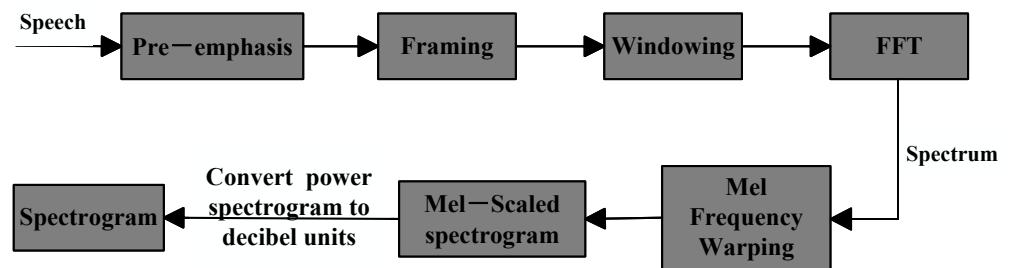 Speech
Pre—emphasis
Framing
Windowing
FFT
Spectrum
Mel
Frequency
Warping
Mel—Scaled
spectrogram
Convert power
spectrogram to
decibel units
Spectrogram